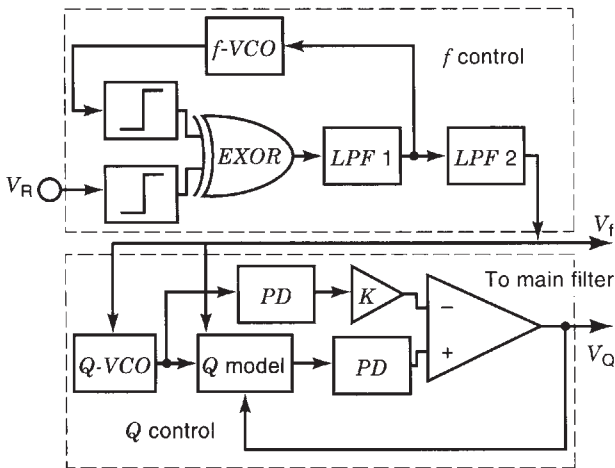 f-VCO
f control
EXOR
LPF 1
LPF 2
V_R
V_f
To main filter
PD
K
−
+
Q-VCO
Q model
PD
V_Q
Q control